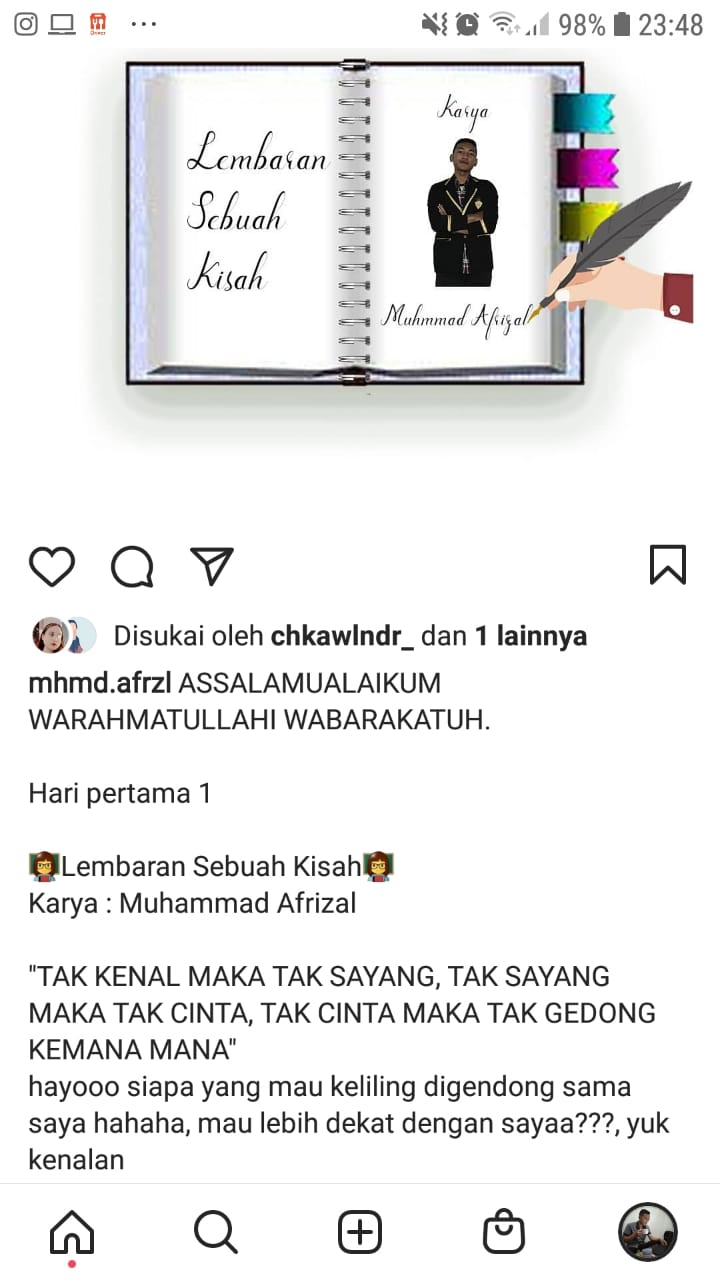 98% 23:48
Lembaran
Sebuah
Kisah
Karya
Muhmmad Afrizal
Disukai oleh chkawlndr_ dan 1 lainnya
mhmd.afrzl ASSALAMUALAIKUM
WARAHMATULLAHI WABARAKATUH.
Hari pertama 1
👩‍🏫Lembaran Sebuah Kisah👩‍🏫
Karya : Muhammad Afrizal
"TAK KENAL MAKA TAK SAYANG, TAK SAYANG
MAKA TAK CINTA, TAK CINTA MAKA TAK GEDONG
KEMANA MANA"
hayooo siapa yang mau keliling digendong sama
saya hahaha, mau lebih dekat dengan sayaa???, yuk
kenalan